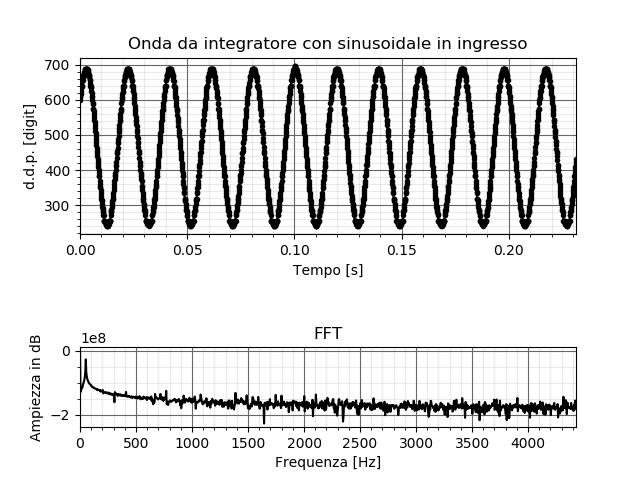 Onda da integratore con sinusoidale in ingresso
700
600
500
400
300
d.d.p. [digit]
0.00 0.05 0.10 0.15 0.20
Tempo [s]
FFT
1e8
0
−2
Ampiezza in dB
0 500 1000 1500 2000 2500 3000 3500 4000
Frequenza [Hz]